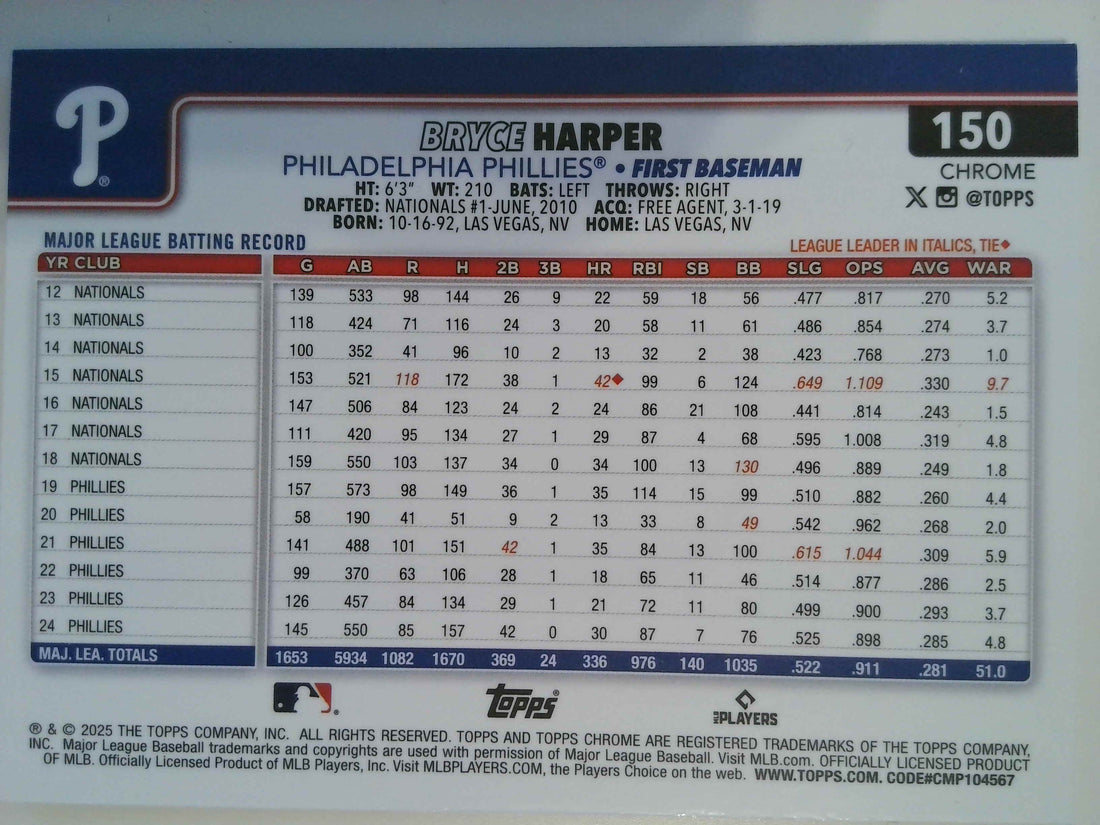 P®
BRYCE HARPER
150
PHILADELPHIA PHILLIES® • FIRST BASEMAN
CHROME
HT: 6'3" WT: 210 BATS: LEFT THROWS: RIGHT
X @TOPPS
DRAFTED: NATIONALS #1-JUNE, 2010 ACQ: FREE AGENT, 3-1-19
BORN: 10-16-92, LAS VEGAS, NV HOME: LAS VEGAS, NV
MAJOR LEAGUE BATTING RECORD
LEAGUE LEADER IN ITALICS, TIE◆
YR CLUB G AB R H 2B 3B HR RBI SB BB SLG OPS AVG WAR
12 NATIONALS 139 533 98 144 26 9 22 59 18 56 .477 .817 .270 5.2
13 NATIONALS 118 424 71 116 24 3 20 58 11 61 .486 .854 .274 3.7
14 NATIONALS 100 352 41 96 10 2 13 32 2 38 .423 .768 .273 1.0
15 NATIONALS 153 521 118 172 38 1 42◆ 99 6 124 .649 1.109 .330 9.7
16 NATIONALS 147 506 84 123 24 2 24 86 21 108 .441 .814 .243 1.5
17 NATIONALS 111 420 95 134 27 1 29 87 4 68 .595 1.008 .319 4.8
18 NATIONALS 159 550 103 137 34 0 34 100 13 130 .496 .889 .249 1.8
19 PHILLIES 157 573 98 149 36 1 35 114 15 99 .510 .882 .260 4.4
20 PHILLIES 58 190 41 51 9 2 13 33 8 49 .542 .962 .268 2.0
21 PHILLIES 141 488 101 151 42 1 35 84 13 100 .615 1.044 .309 5.9
22 PHILLIES 99 370 63 106 28 1 18 65 11 46 .514 .877 .286 2.5
23 PHILLIES 126 457 84 134 29 1 21 72 11 80 .499 .900 .293 3.7
24 PHILLIES 145 550 85 157 42 0 30 87 7 76 .525 .898 .285 4.8
MAJ. LEA. TOTALS 1653 5934 1082 1670 369 24 336 976 140 1035 .522 .911 .281 51.0
® Topps® MLB PLAYERS
® & © 2025 THE TOPPS COMPANY, INC. ALL RIGHTS RESERVED. TOPPS AND TOPPS CHROME ARE REGISTERED TRADEMARKS OF THE TOPPS COMPANY,
INC. Major League Baseball trademarks and copyrights are used with permission of Major League Baseball. Visit MLB.com. OFFICIALLY LICENSED PRODUCT
OF MLB. Officially Licensed Product of MLB Players, Inc. Visit MLBPLAYERS.COM, the Players Choice on the web. WWW.TOPPS.COM. CODE#CMP104567